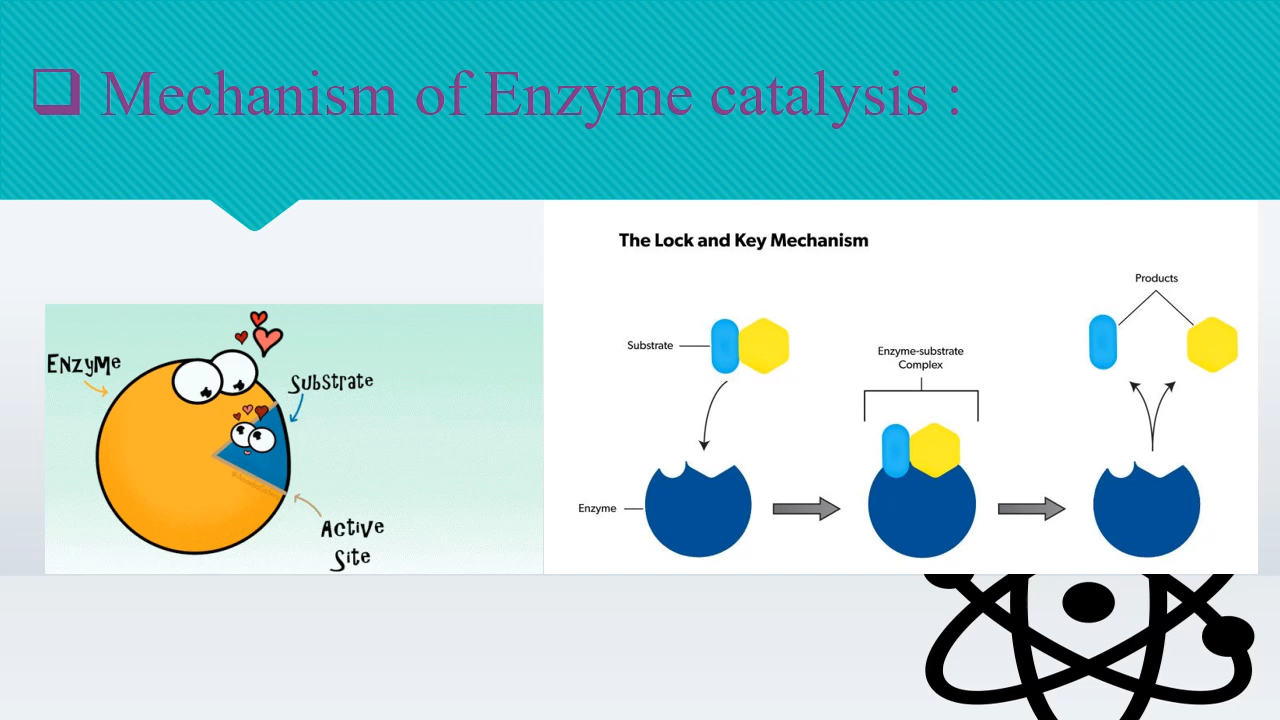 ❑ Mechanism of Enzyme catalysis :
Enzyme
Substrate
Active
Site
The Lock and Key Mechanism
Products
Substrate
Enzyme-substrate
Complex
Enzyme